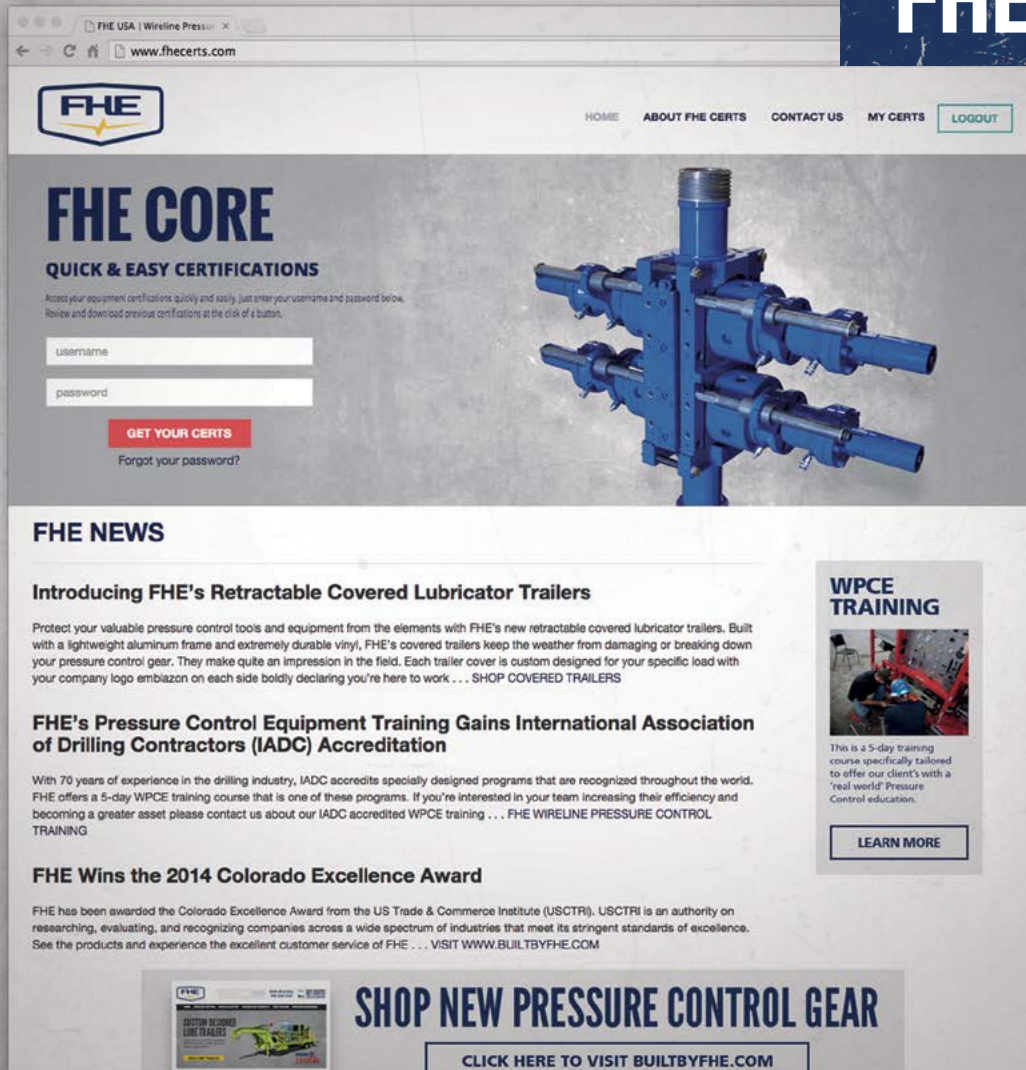 FHE
FHE USA | Wireline Pressur
www.fhecerts.com
FHE
HOME ABOUT FHE CERTS CONTACT US MY CERTS LOGOUT
FHE CORE
QUICK & EASY CERTIFICATIONS
Access your equipment certifications quickly and easily. Just enter your username and password below.
Review and download previous certifications at the click of a button.
username
password
GET YOUR CERTS
Forgot your password?
FHE NEWS
Introducing FHE's Retractable Covered Lubricator Trailers
Protect your valuable pressure control tools and equipment from the elements with FHE's new retractable covered lubricator trailers. Built
with a lightweight aluminum frame and extremely durable vinyl, FHE's covered trailers keep the weather from damaging or breaking down
your pressure control gear. They make quite an impression in the field. Each trailer cover is custom designed for your specific load with
your company logo emblazon on each side boldly declaring you're here to work . . . SHOP COVERED TRAILERS
FHE's Pressure Control Equipment Training Gains International Association
of Drilling Contractors (IADC) Accreditation
With 70 years of experience in the drilling industry, IADC accredits specially designed programs that are recognized throughout the world.
FHE offers a 5-day WPCE training course that is one of these programs. If you're interested in your team increasing their efficiency and
becoming a greater asset please contact us about our IADC accredited WPCE training . . . FHE WIRELINE PRESSURE CONTROL
TRAINING
FHE Wins the 2014 Colorado Excellence Award
FHE has been awarded the Colorado Excellence Award from the US Trade & Commerce Institute (USCTRI). USCTRI is an authority on
researching, evaluating, and recognizing companies across a wide spectrum of industries that meet its stringent standards of excellence.
See the products and experience the excellent customer service of FHE . . . VISIT WWW.BUILTBYFHE.COM
WPCE
TRAINING
This is a 5-day training
course specifically tailored
to offer our client's with a
'real world' Pressure
Control education.
LEARN MORE
FHE
CUSTOM DESIGNED
LUBE TRAILERS
SHOP NEW PRESSURE CONTROL GEAR
CLICK HERE TO VISIT BUILTBYFHE.COM